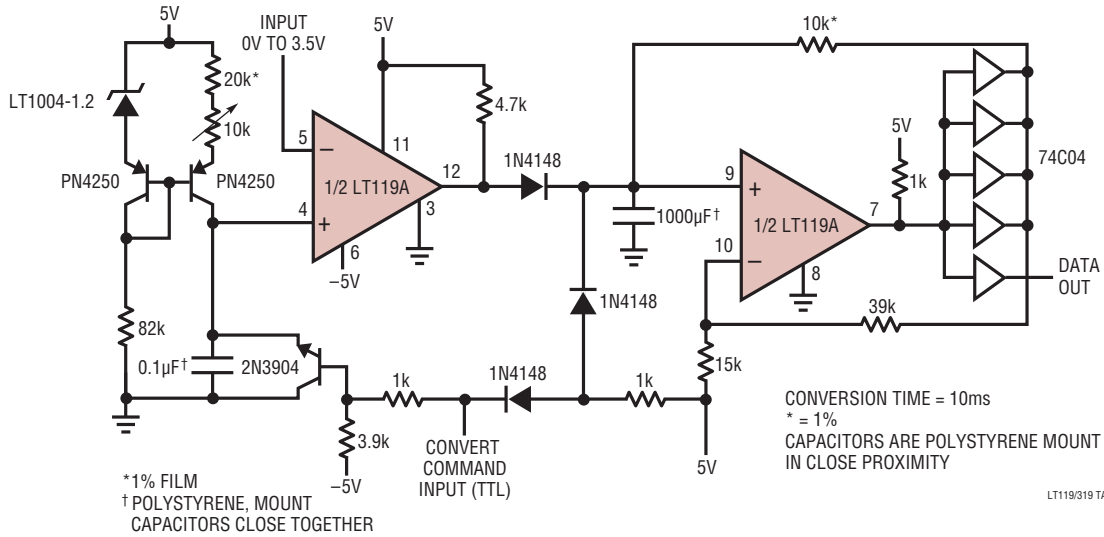 5V
INPUT
0V TO 3.5V
5V
10k*
20k*
LT1004-1.2
10k
4.7k
5
11
PN4250
PN4250
1/2 LT119A
12
1N4148
4
3
6
–5V
9
1000µF†
1/2 LT119A
5V
1k
7
74C04
10
8
DATA
OUT
1N4148
39k
82k
0.1µF†
2N3904
15k
1k
1N4148
1k
3.9k
CONVERT
COMMAND
INPUT (TTL)
5V
–5V
CONVERSION TIME = 10ms
* = 1%
CAPACITORS ARE POLYSTYRENE MOUNT
IN CLOSE PROXIMITY
*1% FILM
† POLYSTYRENE, MOUNT
CAPACITORS CLOSE TOGETHER
LT119/319 TA